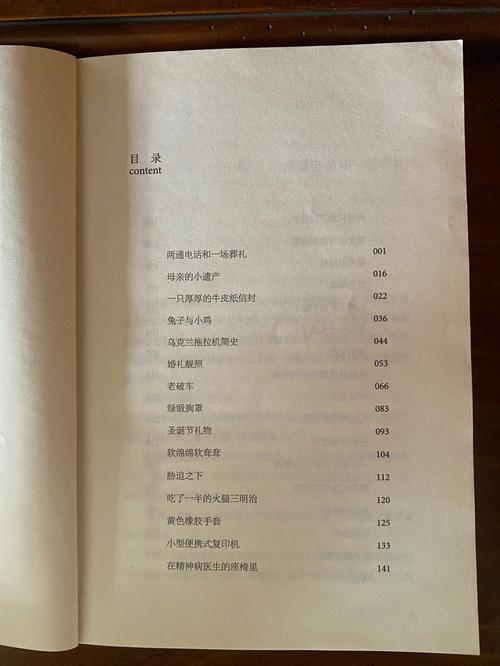 目 录
content
两通电话和一场葬礼 001
母亲的小遗产 016
一只厚厚的牛皮纸信封 022
兔子与小鸡 036
乌克兰拖拉机简史 044
婚礼靓照 053
老破车 066
绿缎胸罩 083
圣诞节礼物 093
软绵绵软耷耷 104
胁迫之下 112
吃了一半的火腿三明治 120
黄色橡胶手套 125
小型便携式复印机 133
在精神病医生的座椅里 141